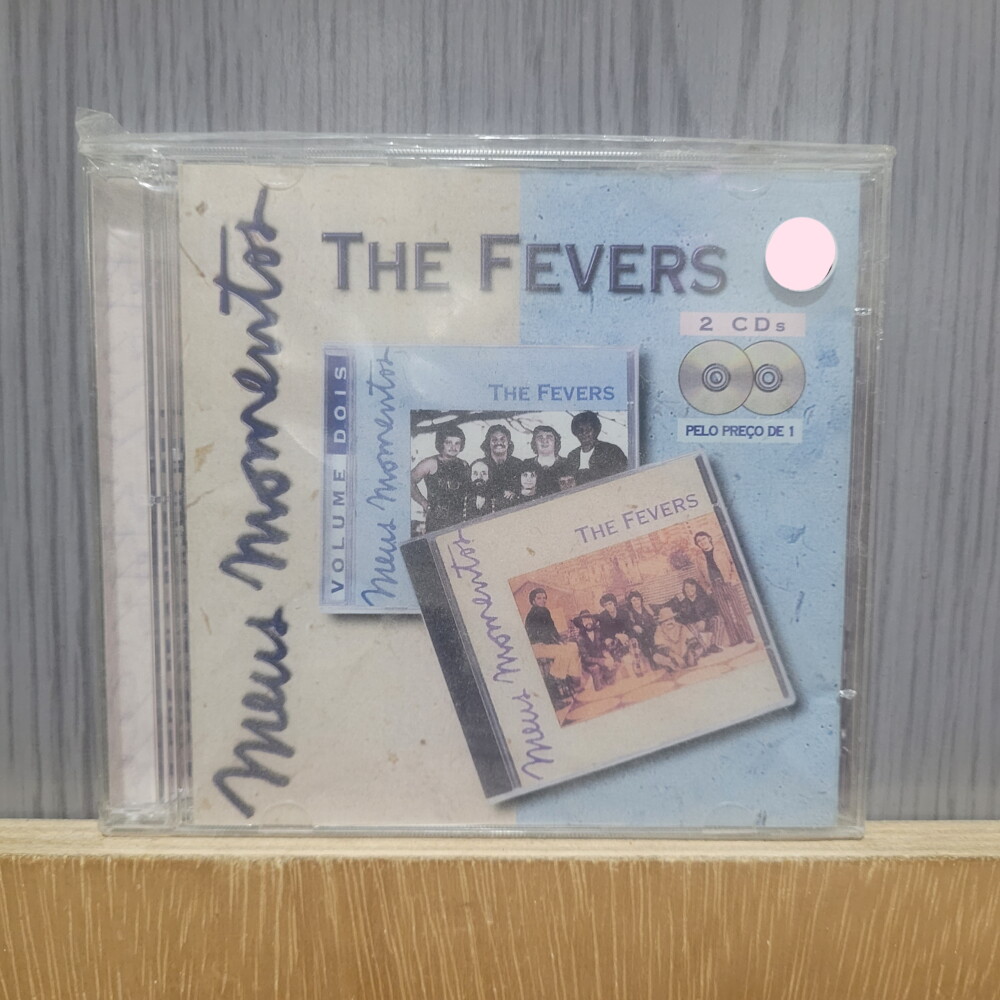 Meus Momentos
THE FEVERS
2 CDs
PELO PREÇO DE 1
VOLUME DOIS
Meus Momentos
THE FEVERS
Meus Momentos
THE FEVERS